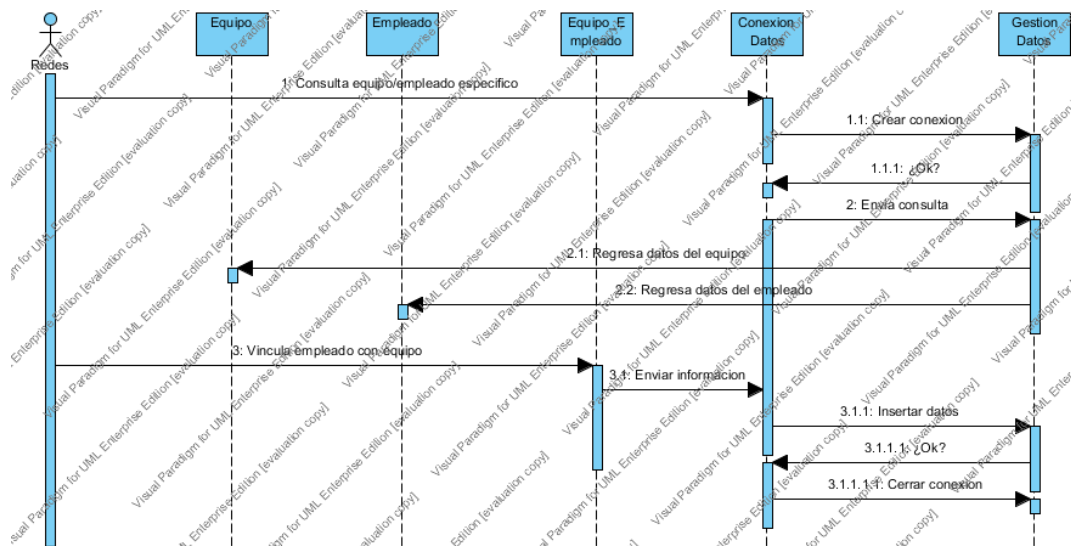 Equipo
Empleado
Equipo_E
mpleado
Conexion
Datos
Gestion
Datos
Redes
1: Consulta equipo/empleado especifico
1.1: Crear conexion
1.1.1: ¿Ok?
2: Envia consulta
2.1: Regresa datos del equipo
2.2: Regresa datos del empleado
3: Vincula empleado con equipo
3.1: Enviar informacion
3.1.1: Insertar datos
3.1.1.1: ¿Ok?
3.1.1.1.1: Cerrar conexion
Visual Paradigm for UML Enterprise Edition [evaluation copy]